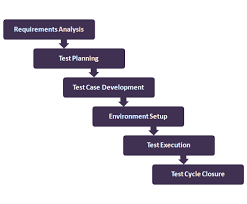 Requirements Analysis
Test Planning
Test Case Development
Environment Setup
Test Execution
Test Cycle Closure